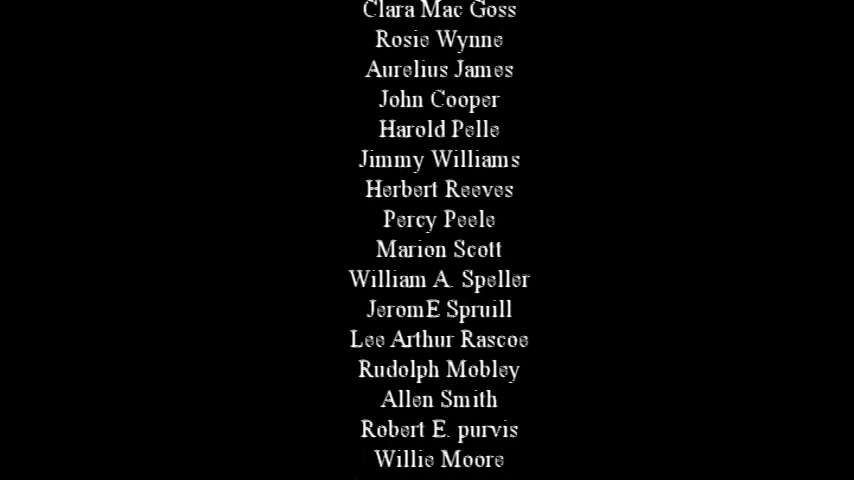 Clara Mac Goss
Rosie Wynne
Aurelius James
John Cooper
Harold Pelle
Jimmy Williams
Herbert Reeves
Percy Peele
Marion Scott
William A. Speller
JeromE Spruill
Lee Arthur Rascoe
Rudolph Mobley
Allen Smith
Robert E. purvis
Willie Moore